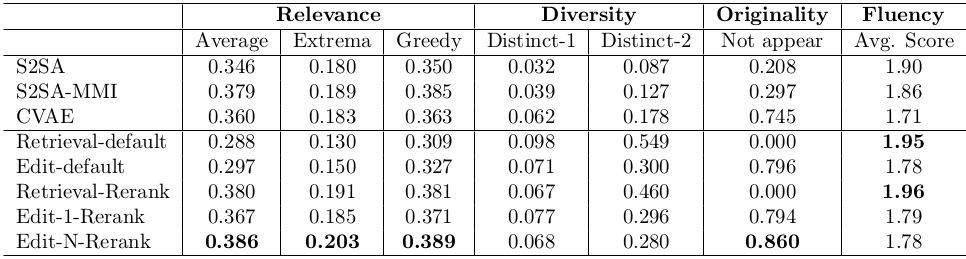 Relevance Diversity Originality Fluency
Average Extrema Greedy Distinct-1 Distinct-2 Not appear Avg. Score
S2SA 0.346 0.180 0.350 0.032 0.087 0.208 1.90
S2SA-MMI 0.379 0.189 0.385 0.039 0.127 0.297 1.86
CVAE 0.360 0.183 0.363 0.062 0.178 0.745 1.71
Retrieval-default 0.288 0.130 0.309 0.098 0.549 0.000 1.95
Edit-default 0.297 0.150 0.327 0.071 0.300 0.796 1.78
Retrieval-Rerank 0.380 0.191 0.381 0.067 0.460 0.000 1.96
Edit-1-Rerank 0.367 0.185 0.371 0.077 0.296 0.794 1.79
Edit-N-Rerank 0.386 0.203 0.389 0.068 0.280 0.860 1.78